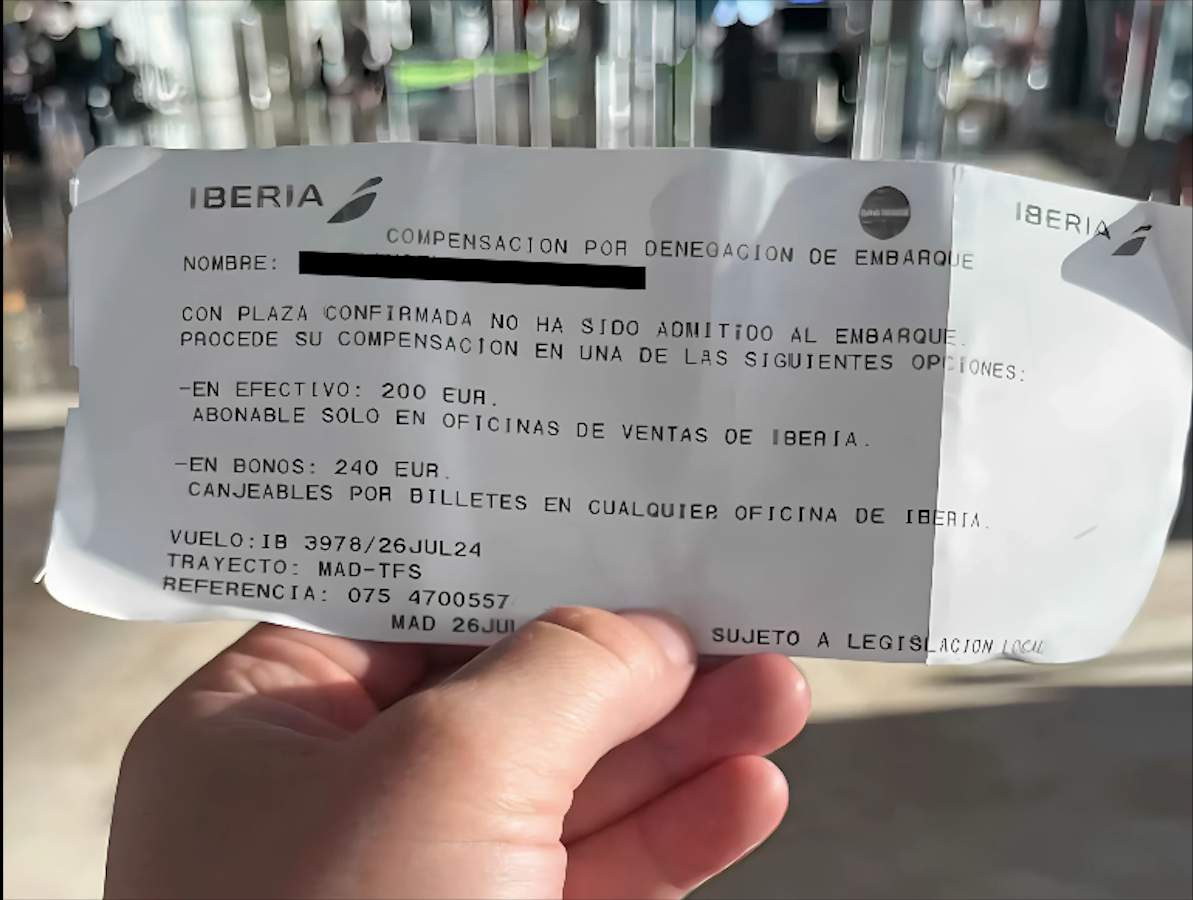 IBERIA
IBERIA
COMPENSACION POR DENEGACION DE EMBARQUE
NOMBRE:
CON PLAZA CONFIRMADA NO HA SIDO ADMITIDO AL EMBARQUE.
PROCEDE SU COMPENSACION EN UNA DE LAS SIGUIENTES OPCIONES:
-EN EFECTIVO: 200 EUR.
ABONABLE SOLO EN OFICINAS DE VENTAS DE IBERIA.
-EN BONOS: 240 EUR.
CANJEABLES POR BILLETES EN CUALQUIER OFICINA DE IBERIA.
VUELO:IB 3978/26JUL24
TRAYECTO: MAD-TFS
REFERENCIA: 075 4700557
MAD 26JUL SUJETO A LEGISLACION LOCAL